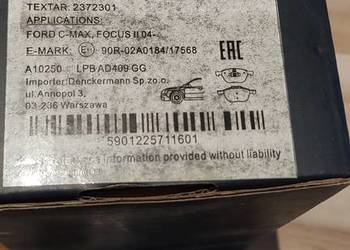 TEXTAR: 2372301
APPLICATIONS:
FORD C-MAX, FOCUS II 04-
E-MARK: E 90R-02A0184/17568
EAC
A10250 LPBAD409 GG
Importer: Denckermann Sp.zo.o.
ul. Annopol 3,
03-236 Warszawa
5901225711601
information provided without liability